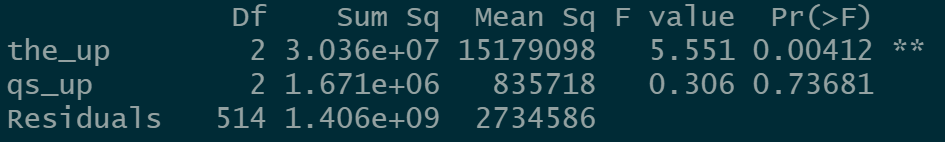 Df Sum Sq Mean Sq F value Pr(>F)
the_up 2 3.036e+07 15179098 5.551 0.00412 **
qs_up 2 1.671e+06 835718 0.306 0.73681
Residuals 514 1.406e+09 2734586